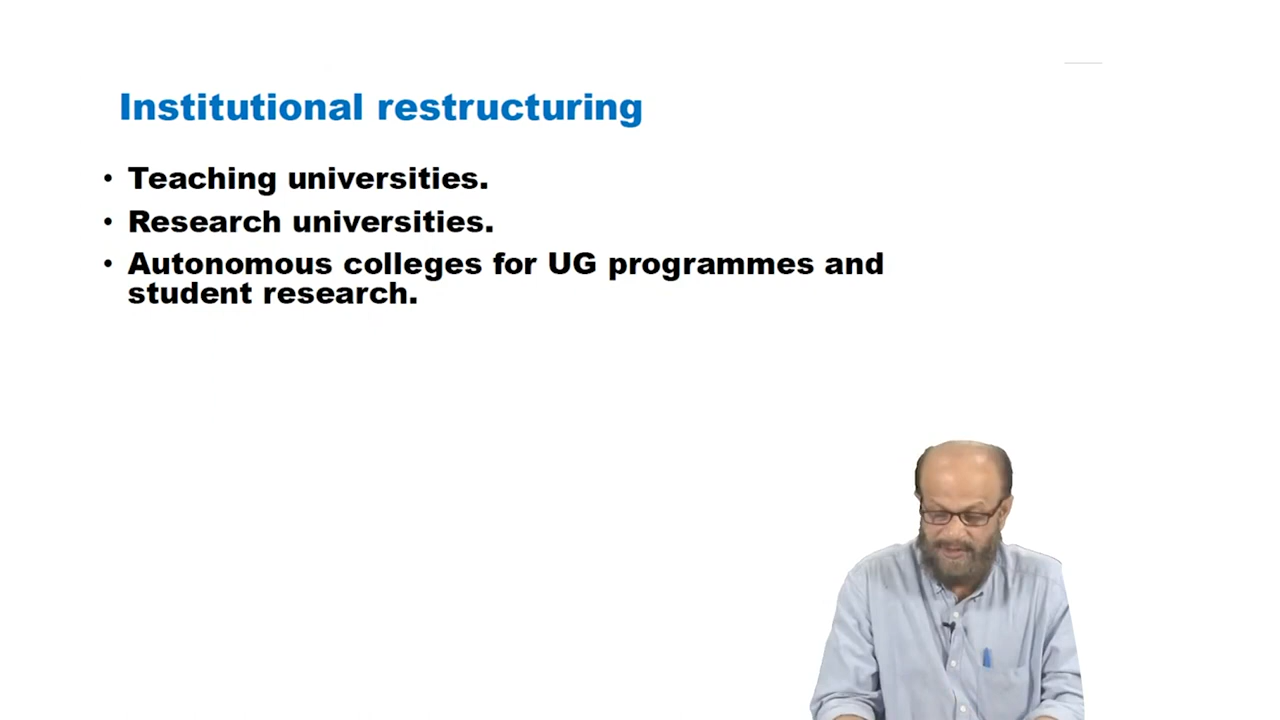 Institutional restructuring
• Teaching universities.
• Research universities.
• Autonomous colleges for UG programmes and
student research.